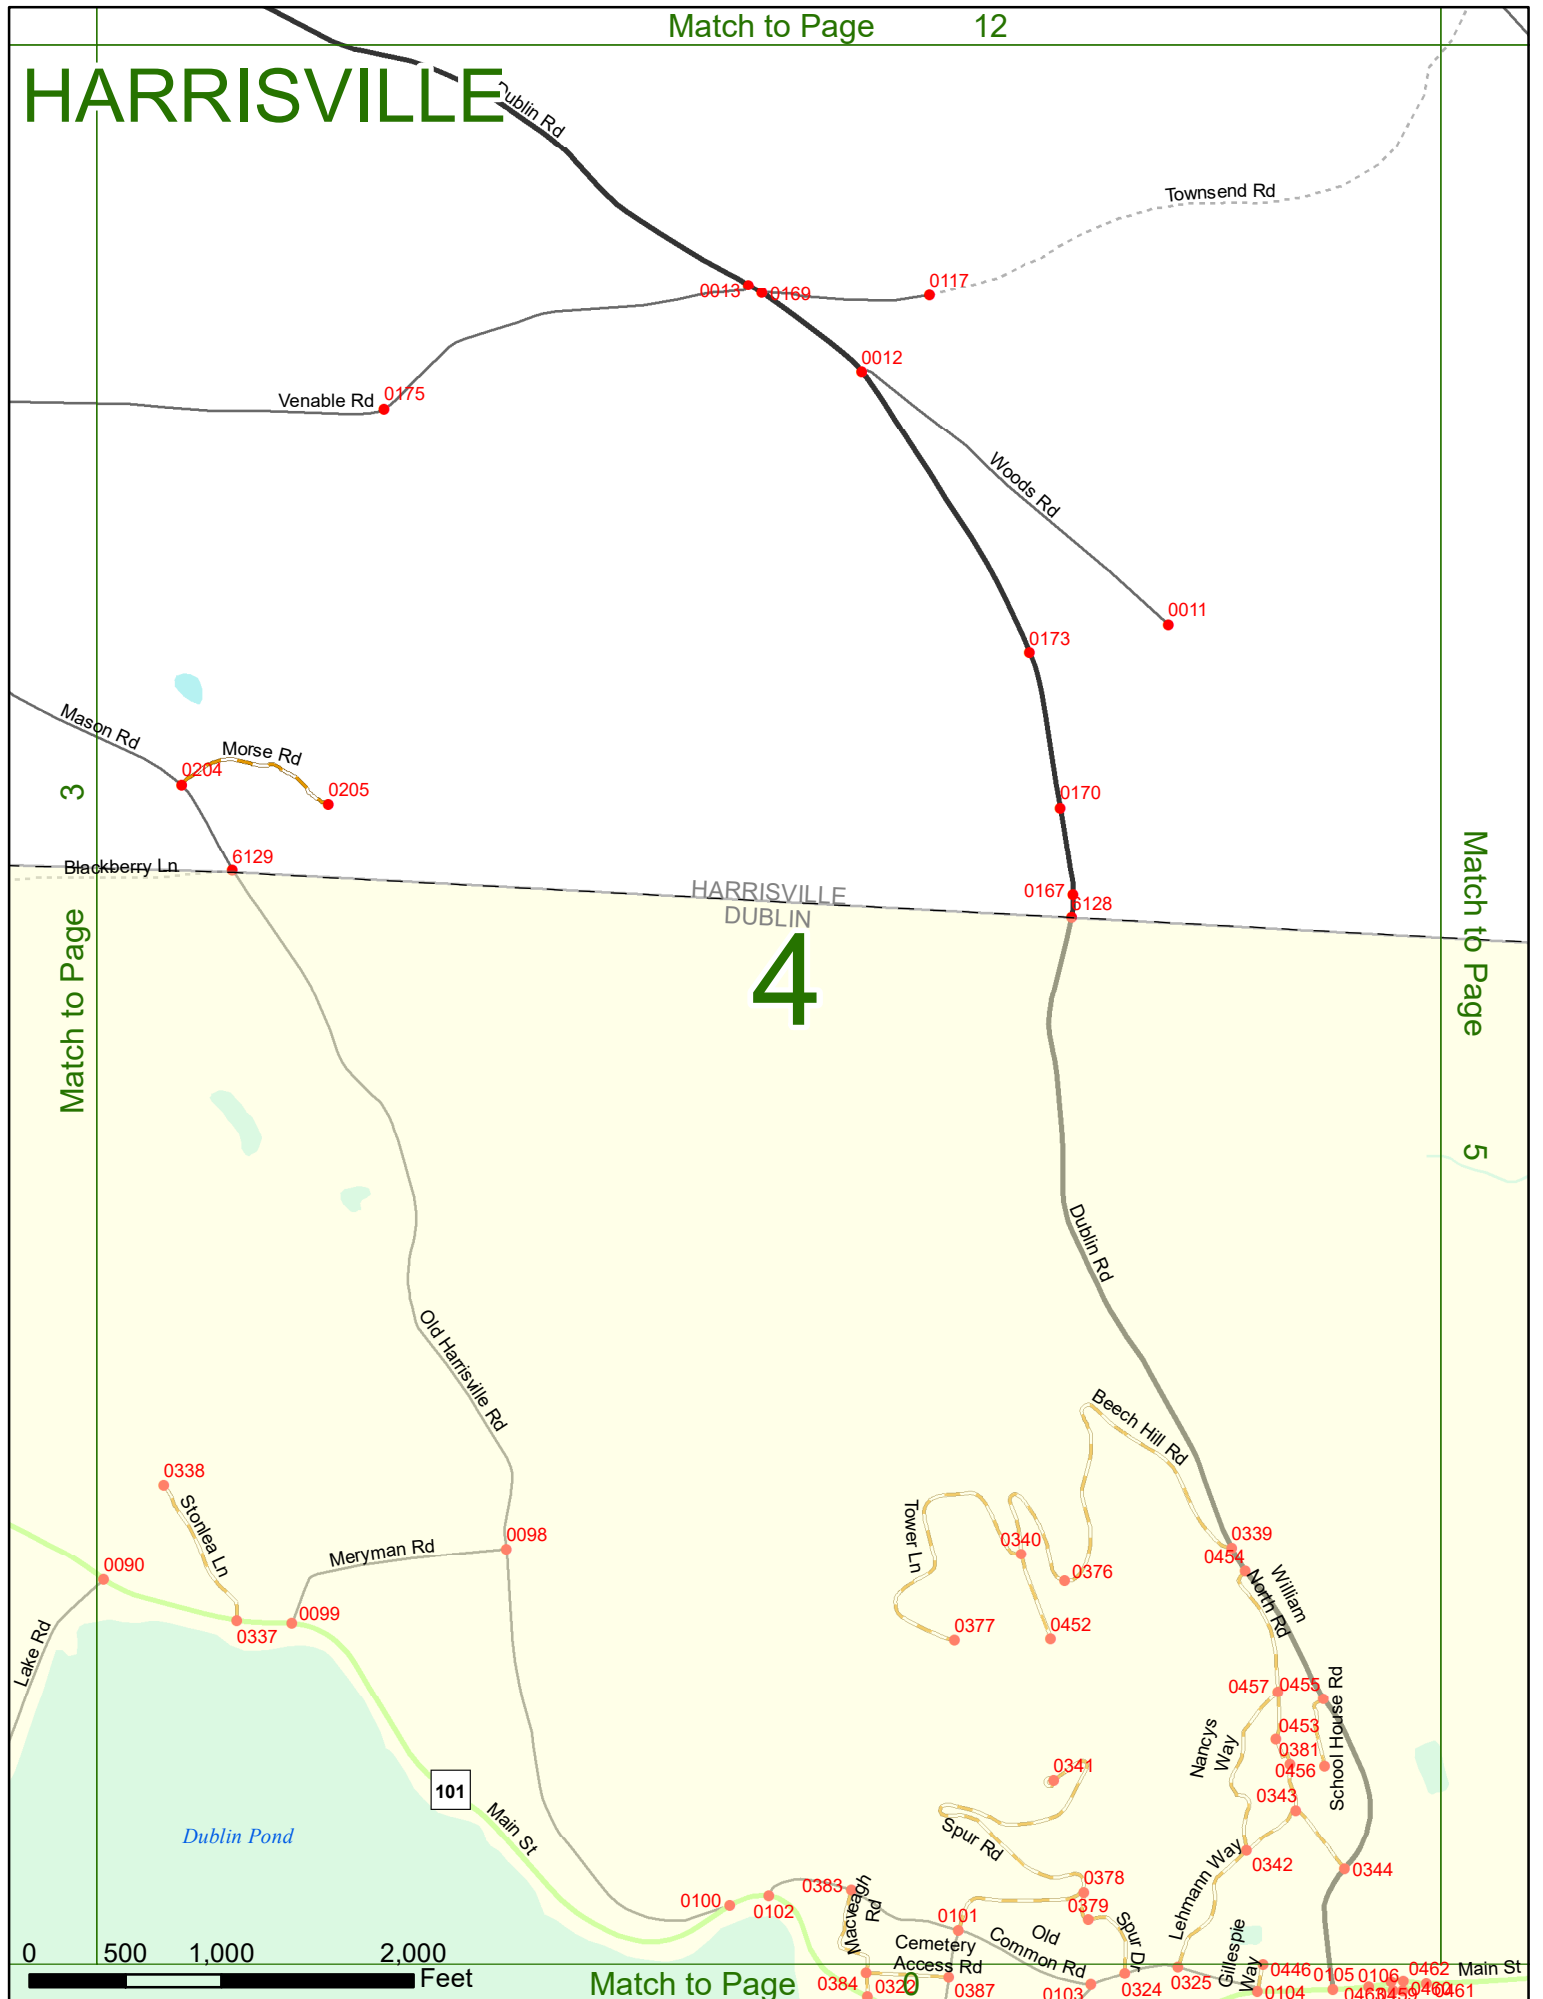 Match to Page 12
HARRISVILLE
Dublin Rd
Townsend Rd
0117
0013
0169
0012
Venable Rd
0175
Woods Rd
0011
0173
Mason Rd
Morse Rd
0204
0205
0170
3
Match to Page
6129
Blackberry Ln
0167
6128
HARRISVILLE
DUBLIN
4
Match to Page
5
Dublin Rd
Old Harrisville Rd
Beech Hill Rd
0338
Stonlea Ln
0098
Meryman Rd
0090
0099
0337
Lake Rd
Tower Ln
0340
0376
0377
0452
0339
0454
William
North Rd
0457
0455
School House Rd
Nancys
Way
0453
0381
0456
0343
0341
101
Main St
Dublin Pond
Spur Rd
0342
0344
Lehmann Way
0378
0383
0100
0102
Macveagh
Rd
0379
0101
Spur Dr
Old
Common Rd
Cemetery
Access Rd
Gillespie
Way
0 500 1,000 2,000
Feet
Match to Page 0
0384
0322
0387
0103
0324
0325
0446
0104
0105
0106
0462
Main St
0463
0459
0460
0461